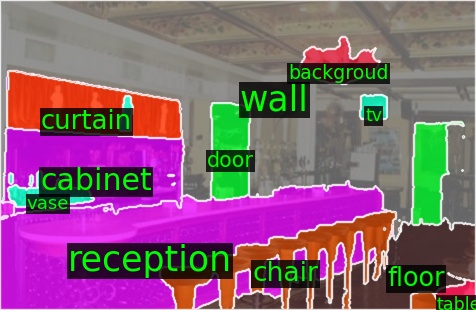 backgroud
wall
tv
curtain
door
cabinet
vase
reception
chair
floor
table